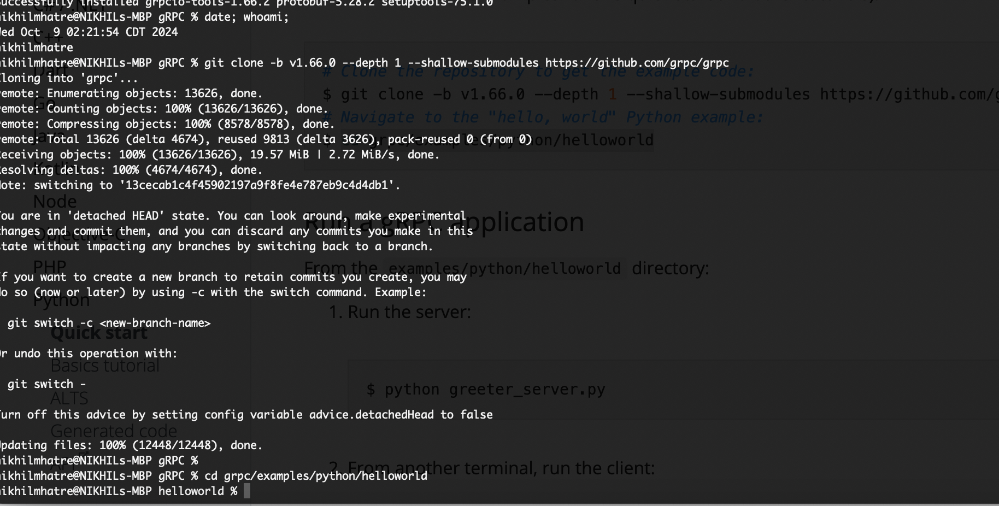 successfully installed grpcio-tools-1.66.2 protobuf-5.28.2 setuptools-75.1.0
ikhilmhatre@NIKHILs-MBP gRPC % date; whoami;
ed Oct  9 02:21:54 CDT 2024
ikhilmhatre
ikhilmhatre@NIKHILs-MBP gRPC % git clone -b v1.66.0 --depth 1 --shallow-submodules https://github.com/grpc/grpc
loning into 'grpc'...
emote: Enumerating objects: 13626, done.
emote: Counting objects: 100% (13626/13626), done.
emote: Compressing objects: 100% (8578/8578), done.
emote: Total 13626 (delta 4674), reused 9813 (delta 3626), pack-reused 0 (from 0)
eceiving objects: 100% (13626/13626), 19.57 MiB | 2.72 MiB/s, done.
esolving deltas: 100% (4674/4674), done.
ote: switching to '13cecab1c4f45902197a9f8fe4e787eb9c4d4db1'.
ou are in 'detached HEAD' state. You can look around, make experimental
hanges and commit them, and you can discard any commits you make in this
tate without impacting any branches by switching back to a branch.
f you want to create a new branch to retain commits you create, you may
o so (now or later) by using -c with the switch command. Example:
git switch -c <new-branch-name>
r undo this operation with:
git switch -
urn off this advice by setting config variable advice.detachedHead to false
pdating files: 100% (12448/12448), done.
ikhilmhatre@NIKHILs-MBP gRPC %
ikhilmhatre@NIKHILs-MBP gRPC % cd grpc/examples/python/helloworld
ikhilmhatre@NIKHILs-MBP helloworld %
C#/.NET
C++
Dart
Go
Java
Kotlin
Node
Objective-C
PHP
Python
Quick start
Basics tutorial
ALTS
Generated code
API
# Clone the repository to get the example code:
$ git clone -b v1.66.0 --depth 1 --shallow-submodules https://github.com/g
# Navigate to the "hello, world" Python example:
$ cd grpc/examples/python/helloworld
Run a gRPC application
From the examples/python/helloworld directory:
1. Run the server:
$ python greeter_server.py
2. From another terminal, run the client: